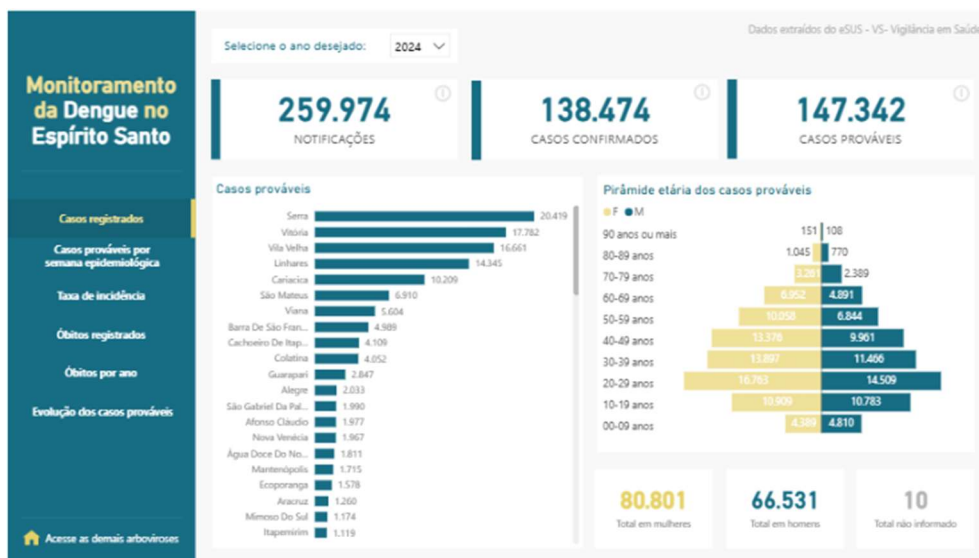 Monitoramento
da Dengue no
Espírito Santo
Casos registrados
Casos prováveis por
semana epidemiológica
Taxa de incidência
Óbitos registrados
Óbitos por ano
Evolução dos casos prováveis
Acesse as demais arboviroses
Selecione o ano desejado: 2024
Dados extraídos do eSUS - VS- Vigilância em Saúde
259.974
NOTIFICAÇÕES
138.474
CASOS CONFIRMADOS
147.342
CASOS PROVÁVEIS
Casos prováveis
Serra 20.419
Vitória 17.782
Vila Velha 16.661
Linhares 14.345
Cariacica 10.209
São Mateus 6.910
Viana 5.604
Barra De São Fran... 4.989
Cachoeiro De Itap... 4.109
Colatina 4.052
Guarapari 2.847
Alegre 2.033
São Gabriel Da Pal... 1.990
Afonso Cláudio 1.977
Nova Venécia 1.967
Água Doce Do No... 1.811
Mantenópolis 1.715
Ecoporanga 1.578
Aracruz 1.260
Mimoso Do Sul 1.174
Itapemirim 1.119
Pirâmide etária dos casos prováveis
F M
90 anos ou mais 151 108
80-89 anos 1.045 770
70-79 anos 3.261 2.389
60-69 anos 6.952 4.891
50-59 anos 10.058 6.844
40-49 anos 13.376 9.961
30-39 anos 13.897 11.466
20-29 anos 16.763 14.509
10-19 anos 10.909 10.783
00-09 anos 4.389 4.810
80.801
Total em mulheres
66.531
Total em homens
10
Total não informado